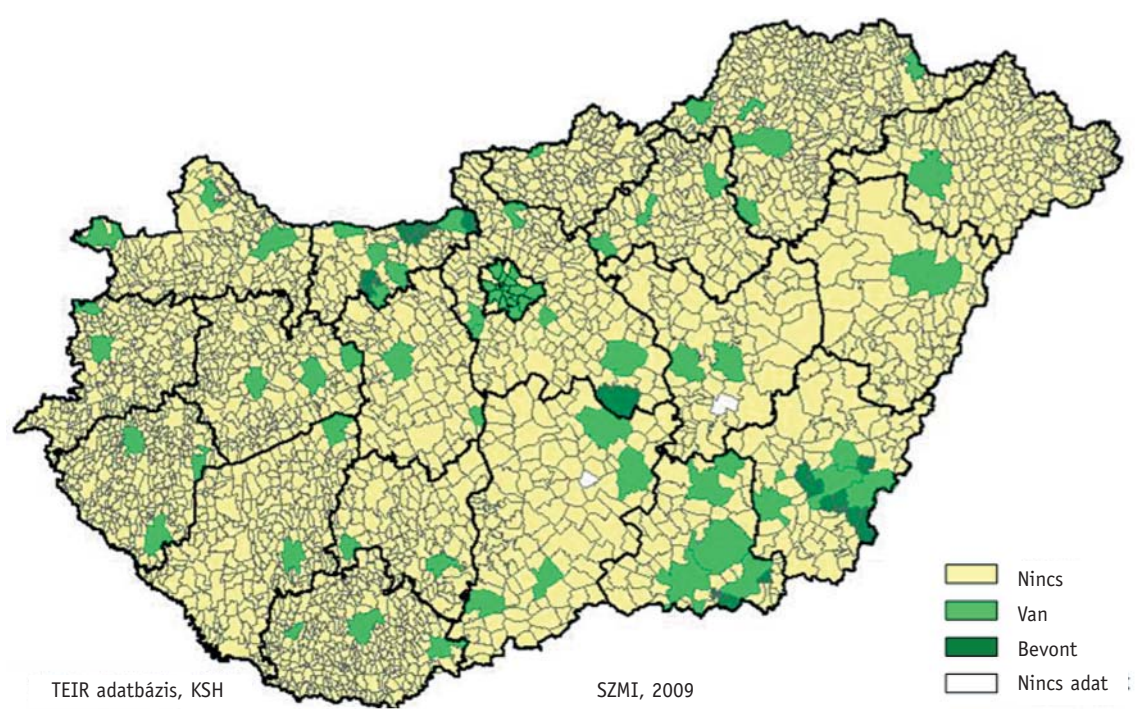 Nincs
Van
Bevont
Nincs adat
TEIR adatbázis, KSH
SZMI, 2009